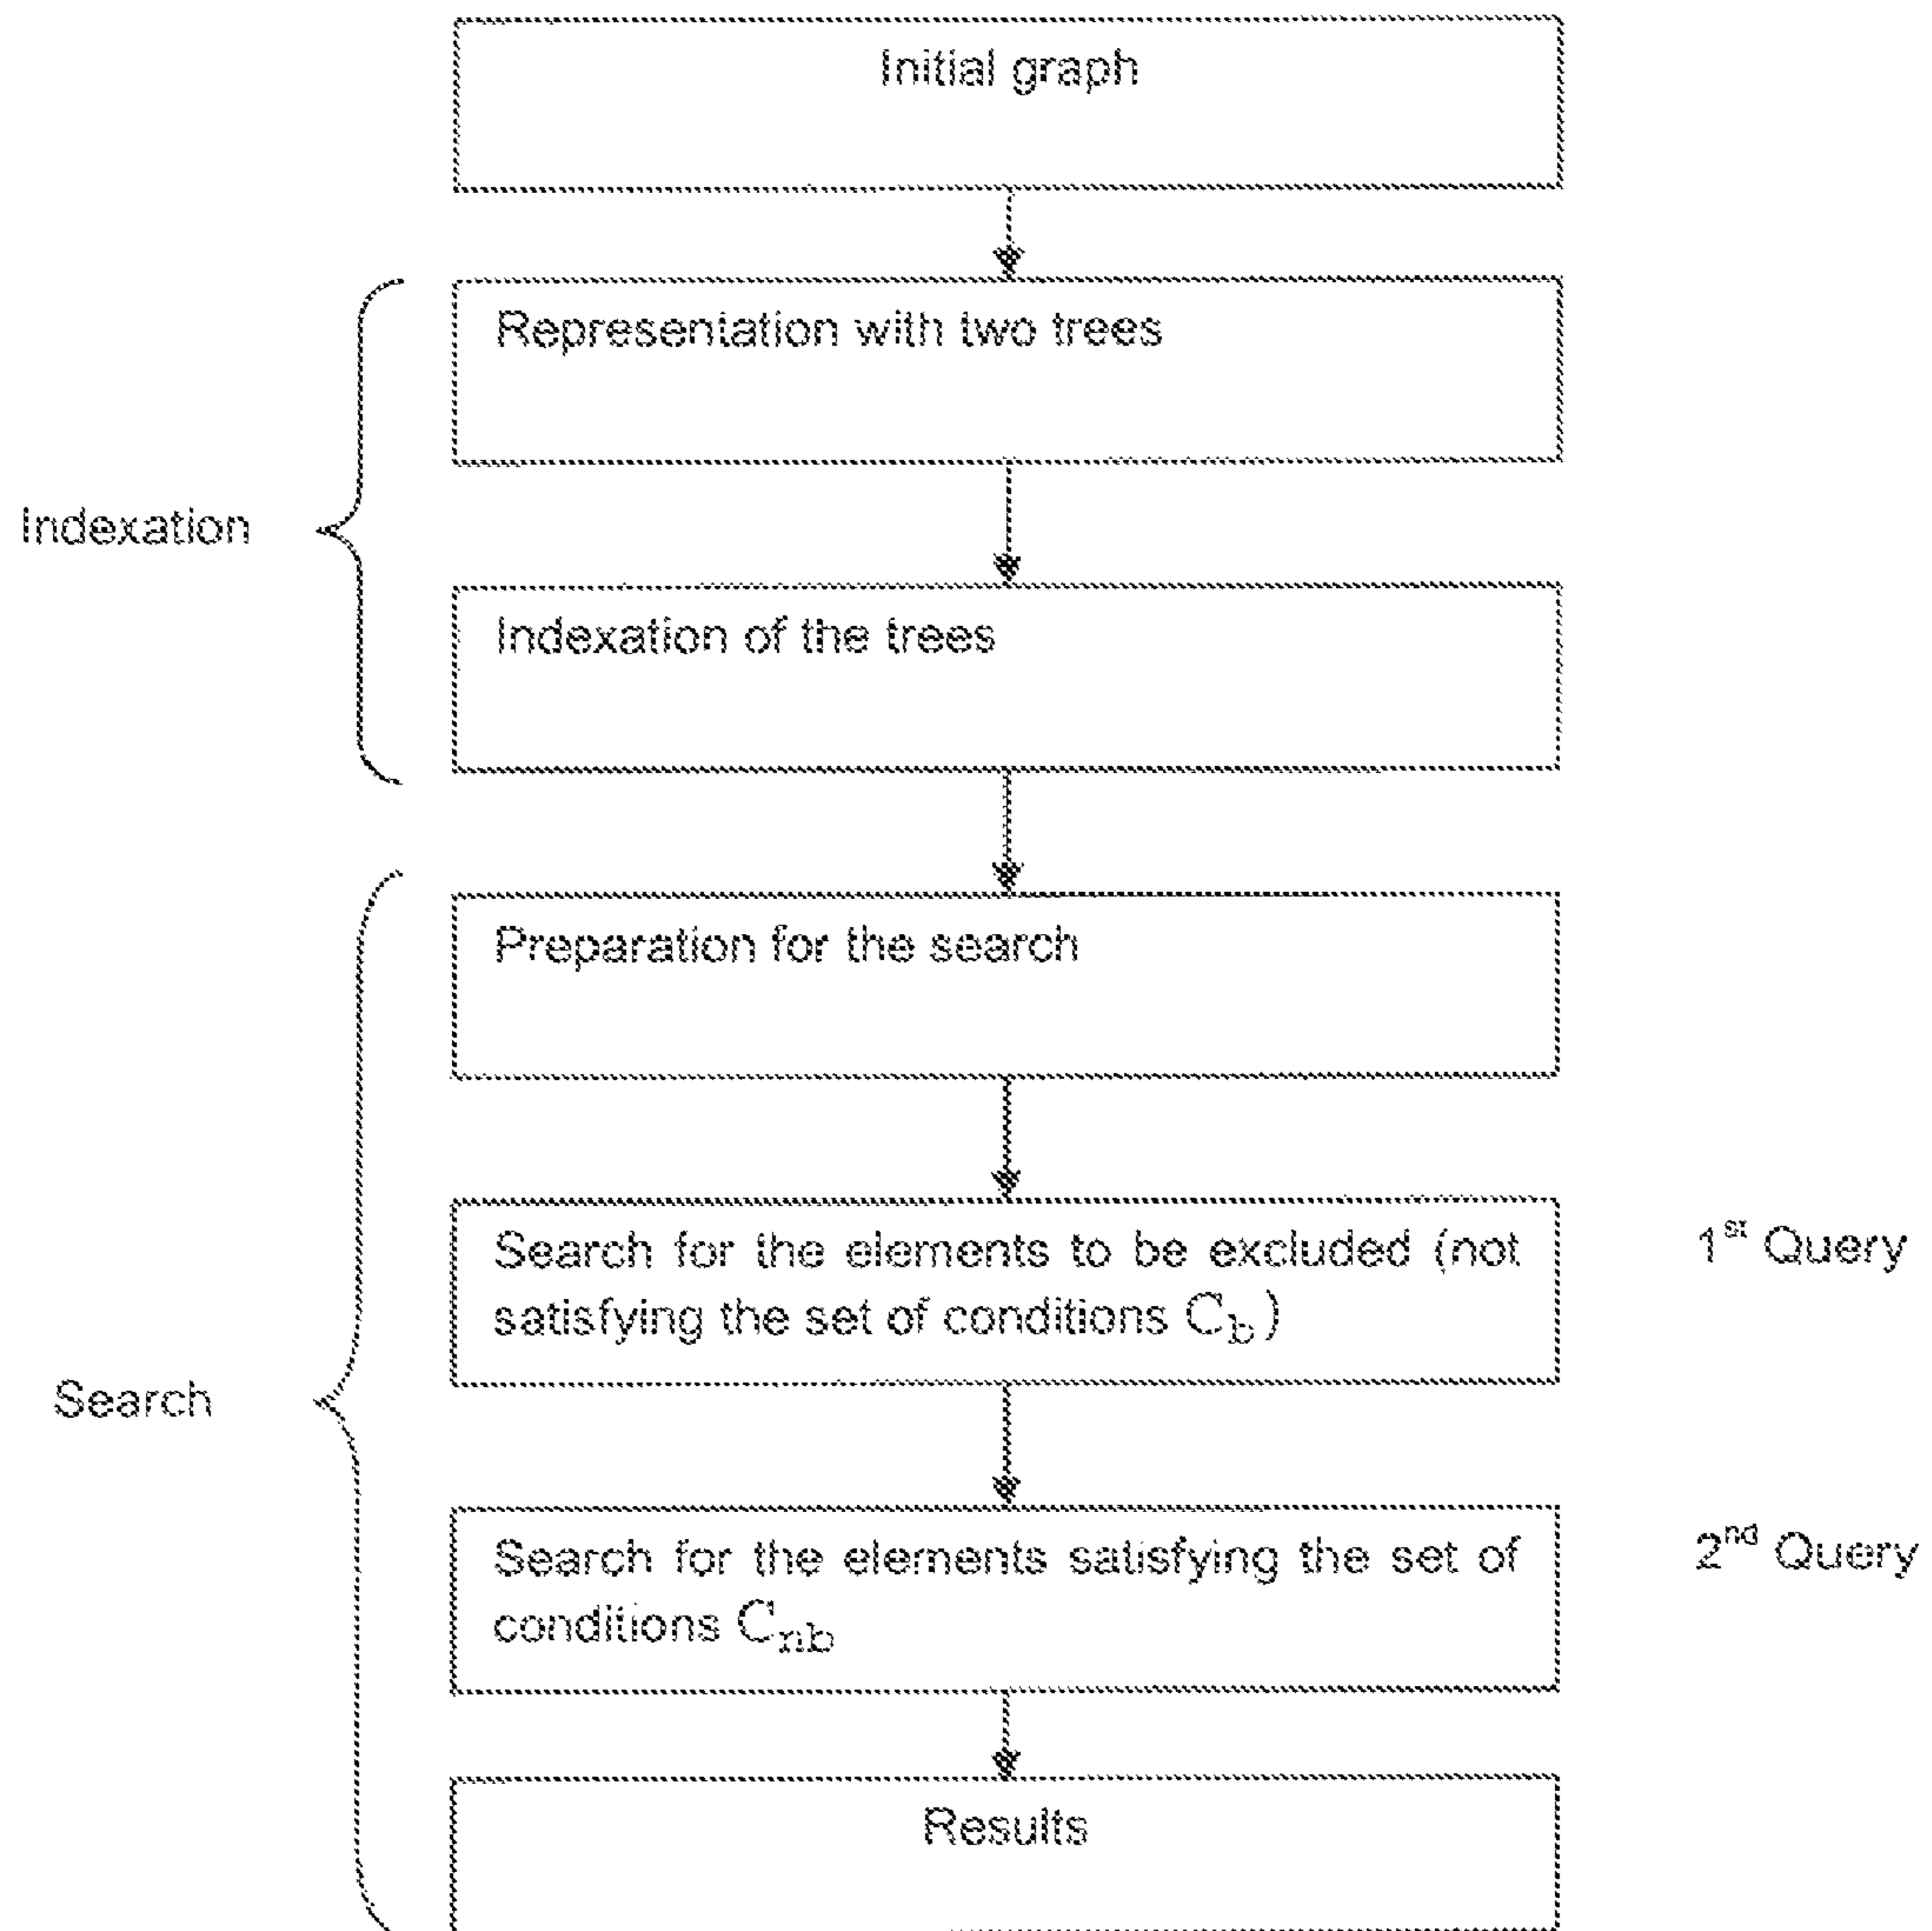 Initial graph
Representation with two trees
Indexation
Indexation of the trees
Preparation for the search
Search for the elements to be excluded (not
satisfying the set of conditions C_b)
1st Query
Search
Search for the elements satisfying the set of
conditions C_nb
2nd Query
Results